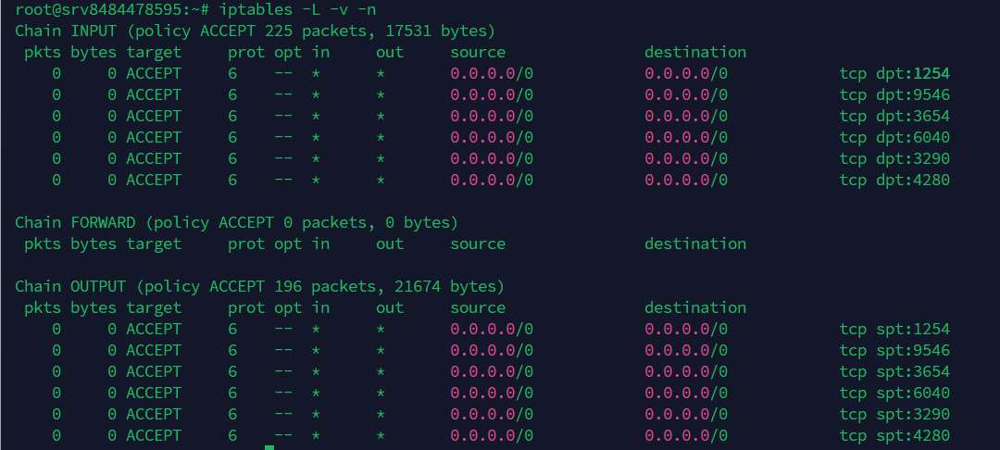 root@srv8484478595:~# iptables -L -v -n
Chain INPUT (policy ACCEPT 225 packets, 17531 bytes)
 pkts bytes target     prot opt in     out     source               destination
    0     0 ACCEPT     6    --  *      *       0.0.0.0/0            0.0.0.0/0            tcp dpt:1254
    0     0 ACCEPT     6    --  *      *       0.0.0.0/0            0.0.0.0/0            tcp dpt:9546
    0     0 ACCEPT     6    --  *      *       0.0.0.0/0            0.0.0.0/0            tcp dpt:3654
    0     0 ACCEPT     6    --  *      *       0.0.0.0/0            0.0.0.0/0            tcp dpt:6040
    0     0 ACCEPT     6    --  *      *       0.0.0.0/0            0.0.0.0/0            tcp dpt:3290
    0     0 ACCEPT     6    --  *      *       0.0.0.0/0            0.0.0.0/0            tcp dpt:4280

Chain FORWARD (policy ACCEPT 0 packets, 0 bytes)
 pkts bytes target     prot opt in     out     source               destination

Chain OUTPUT (policy ACCEPT 196 packets, 21674 bytes)
 pkts bytes target     prot opt in     out     source               destination
    0     0 ACCEPT     6    --  *      *       0.0.0.0/0            0.0.0.0/0            tcp spt:1254
    0     0 ACCEPT     6    --  *      *       0.0.0.0/0            0.0.0.0/0            tcp spt:9546
    0     0 ACCEPT     6    --  *      *       0.0.0.0/0            0.0.0.0/0            tcp spt:3654
    0     0 ACCEPT     6    --  *      *       0.0.0.0/0            0.0.0.0/0            tcp spt:6040
    0     0 ACCEPT     6    --  *      *       0.0.0.0/0            0.0.0.0/0            tcp spt:3290
    0     0 ACCEPT     6    --  *      *       0.0.0.0/0            0.0.0.0/0            tcp spt:4280